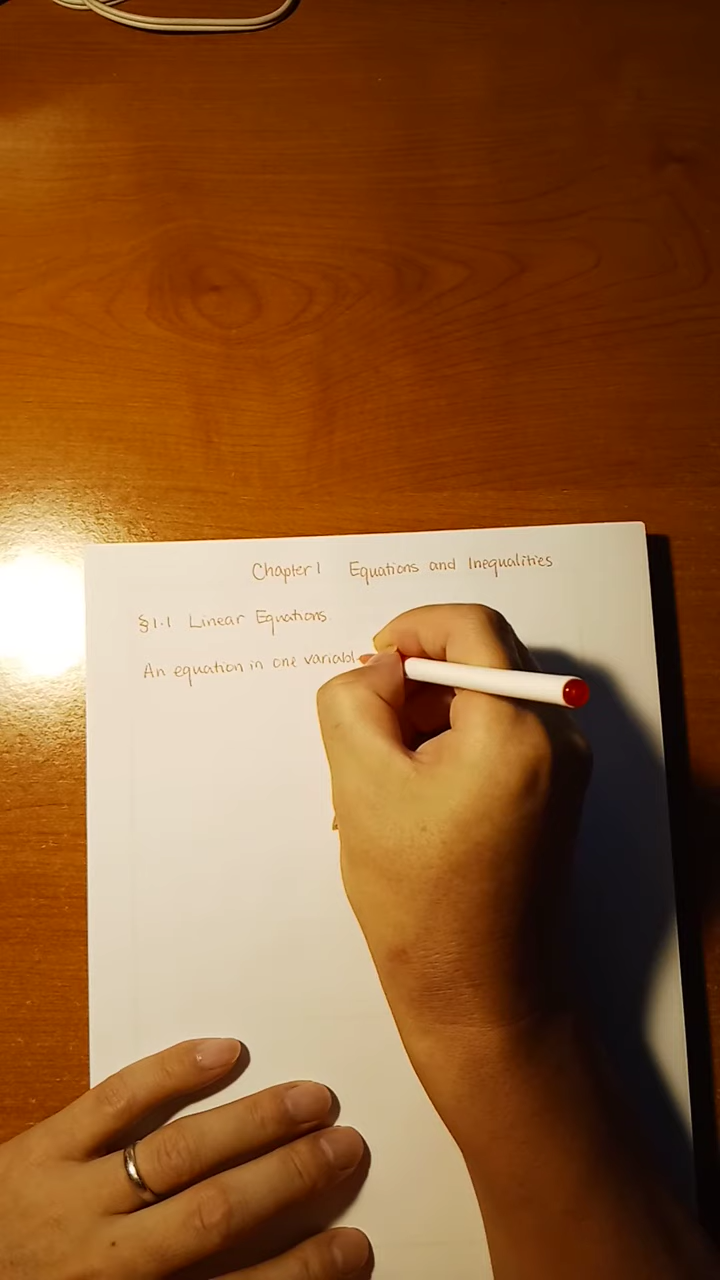 Chapter 1 Equations and Inequalities
§1.1 Linear Equations
An equation in one variabl